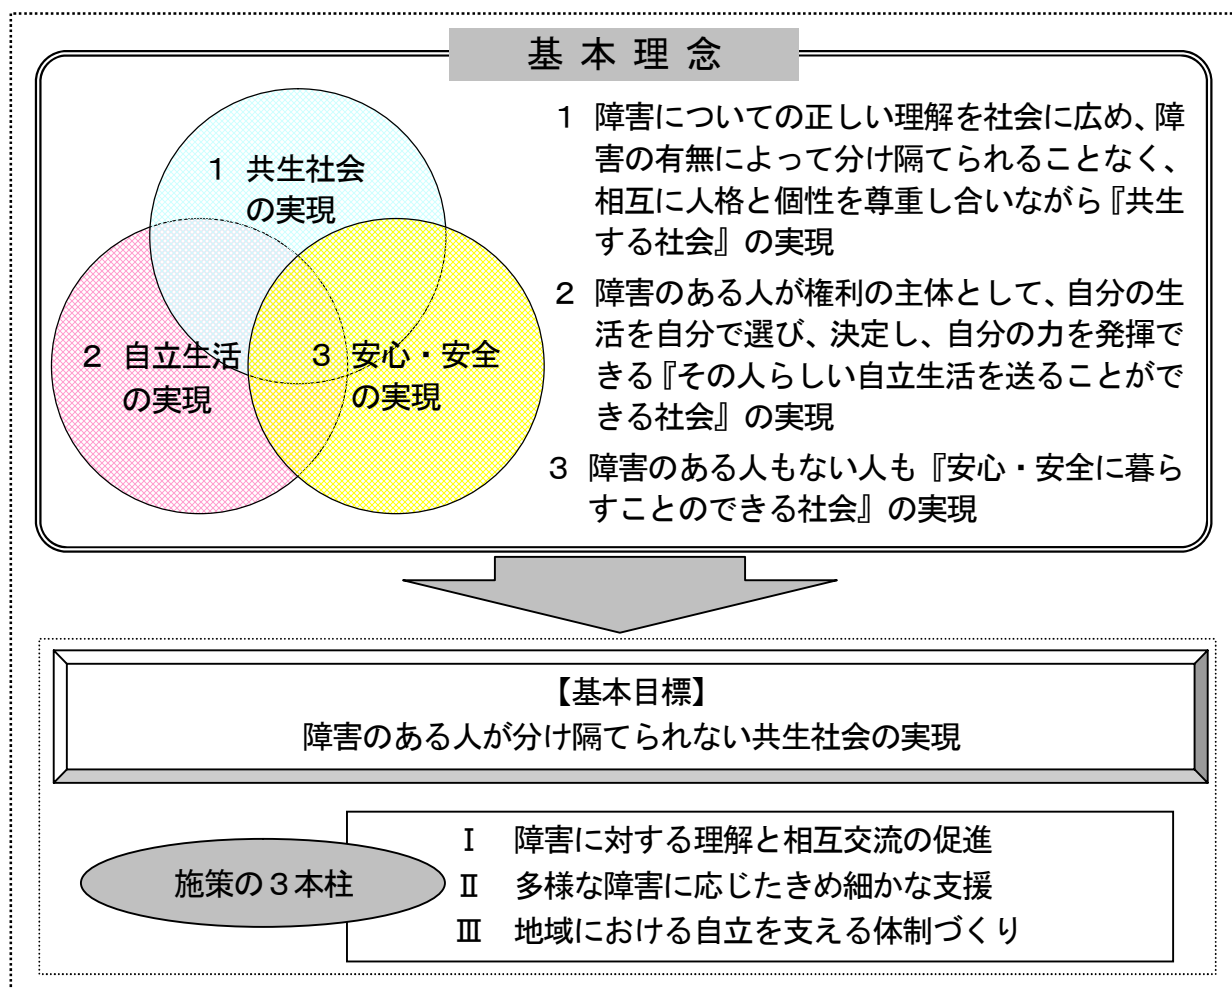 基本理念
1 共生社会
の実現
2 自立生活
の実現
3 安心・安全
の実現
1 障害についての正しい理解を社会に広め、障
害の有無によって分け隔てられることなく、
相互に人格と個性を尊重し合いながら『共生
する社会』の実現
2 障害のある人が権利の主体として、自分の生
活を自分で選び、決定し、自分の力を発揮で
きる『その人らしい自立生活を送ることがで
きる社会』の実現
3 障害のある人もない人も『安心・安全に暮ら
すことのできる社会』の実現
【基本目標】
障害のある人が分け隔てられない共生社会の実現
施策の3本柱
Ⅰ 障害に対する理解と相互交流の促進
Ⅱ 多様な障害に応じたきめ細かな支援
Ⅲ 地域における自立を支える体制づくり